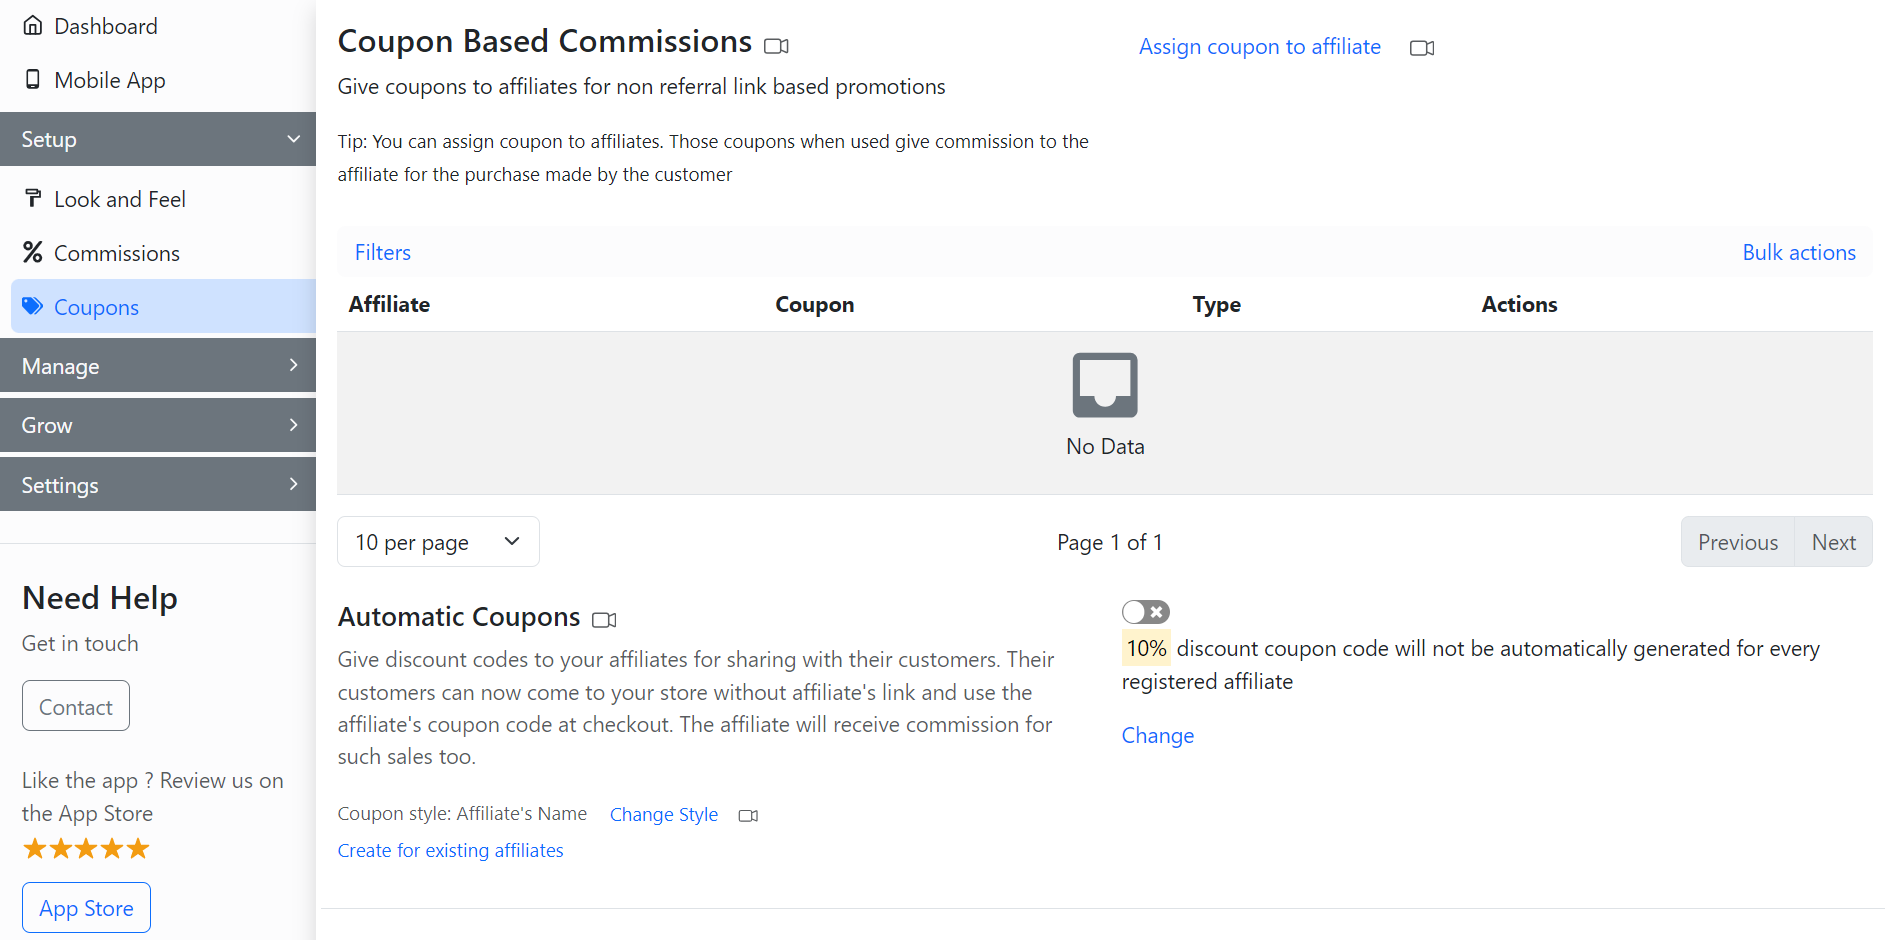 Dashboard
Mobile App
Setup
Look and Feel
Commissions
Coupons
Manage
Grow
Settings
Need Help
Get in touch
Contact
Like the app ? Review us on
the App Store
App Store
Coupon Based Commissions
Assign coupon to affiliate
Give coupons to affiliates for non referral link based promotions
Tip: You can assign coupon to affiliates. Those coupons when used give commission to the
affiliate for the purchase made by the customer
Filters
Bulk actions
Affiliate Coupon Type Actions
No Data
10 per page
Page 1 of 1
Previous Next
Automatic Coupons
Give discount codes to your affiliates for sharing with their customers. Their
customers can now come to your store without affiliate's link and use the
affiliate's coupon code at checkout. The affiliate will receive commission for
such sales too.
Coupon style: Affiliate's Name Change Style
Create for existing affiliates
10% discount coupon code will not be automatically generated for every
registered affiliate
Change